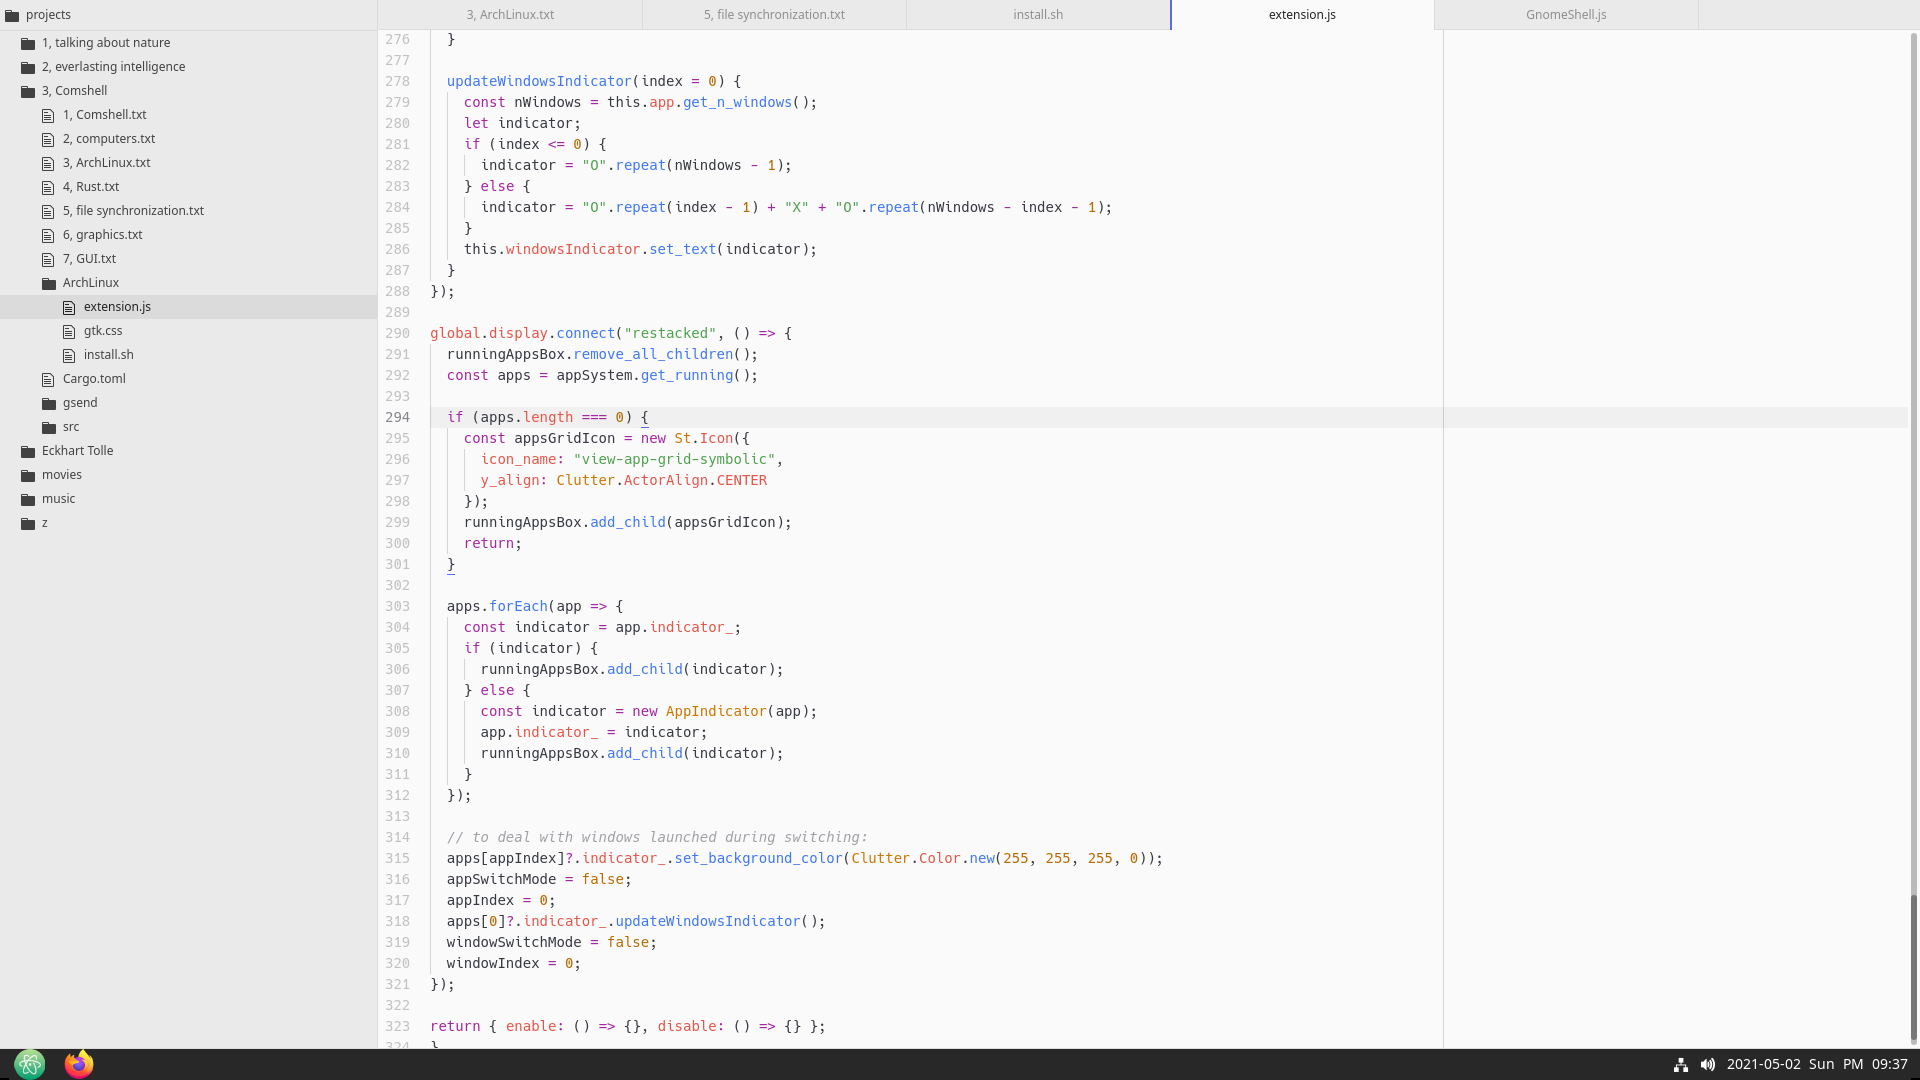 projects
1, talking about nature
2, everlasting intelligence
3, Comshell
1, Comshell.txt
2, computers.txt
3, ArchLinux.txt
4, Rust.txt
5, file synchronization.txt
6, graphics.txt
7, GUI.txt
ArchLinux
extension.js
gtk.css
install.sh
Cargo.toml
gsend
src
Eckhart Tolle
movies
music
z
3, ArchLinux.txt
5, file synchronization.txt
install.sh
extension.js
GnomeShell.js
276   }
277
278   updateWindowsIndicator(index = 0) {
279     const nWindows = this.app.get_n_windows();
280     let indicator;
281     if (index <= 0) {
282       indicator = "O".repeat(nWindows - 1);
283     } else {
284       indicator = "O".repeat(index - 1) + "X" + "O".repeat(nWindows - index - 1);
285     }
286     this.windowsIndicator.set_text(indicator);
287   }
288 });
289
290 global.display.connect("restacked", () => {
291   runningAppsBox.remove_all_children();
292   const apps = appSystem.get_running();
293
294   if (apps.length === 0) {
295     const appsGridIcon = new St.Icon({
296       icon_name: "view-app-grid-symbolic",
297       y_align: Clutter.ActorAlign.CENTER
298     });
299     runningAppsBox.add_child(appsGridIcon);
300     return;
301   }
302
303   apps.forEach(app => {
304     const indicator = app.indicator_;
305     if (indicator) {
306       runningAppsBox.add_child(indicator);
307     } else {
308       const indicator = new AppIndicator(app);
309       app.indicator_ = indicator;
310       runningAppsBox.add_child(indicator);
311     }
312   });
313
314   // to deal with windows launched during switching:
315   apps[appIndex]?.indicator_.set_background_color(Clutter.Color.new(255, 255, 255, 0));
316   appSwitchMode = false;
317   appIndex = 0;
318   apps[0]?.indicator_.updateWindowsIndicator();
319   windowSwitchMode = false;
320   windowIndex = 0;
321 });
322
323 return { enable: () => {}, disable: () => {} };
324 }
2021-05-02 Sun PM 09:37